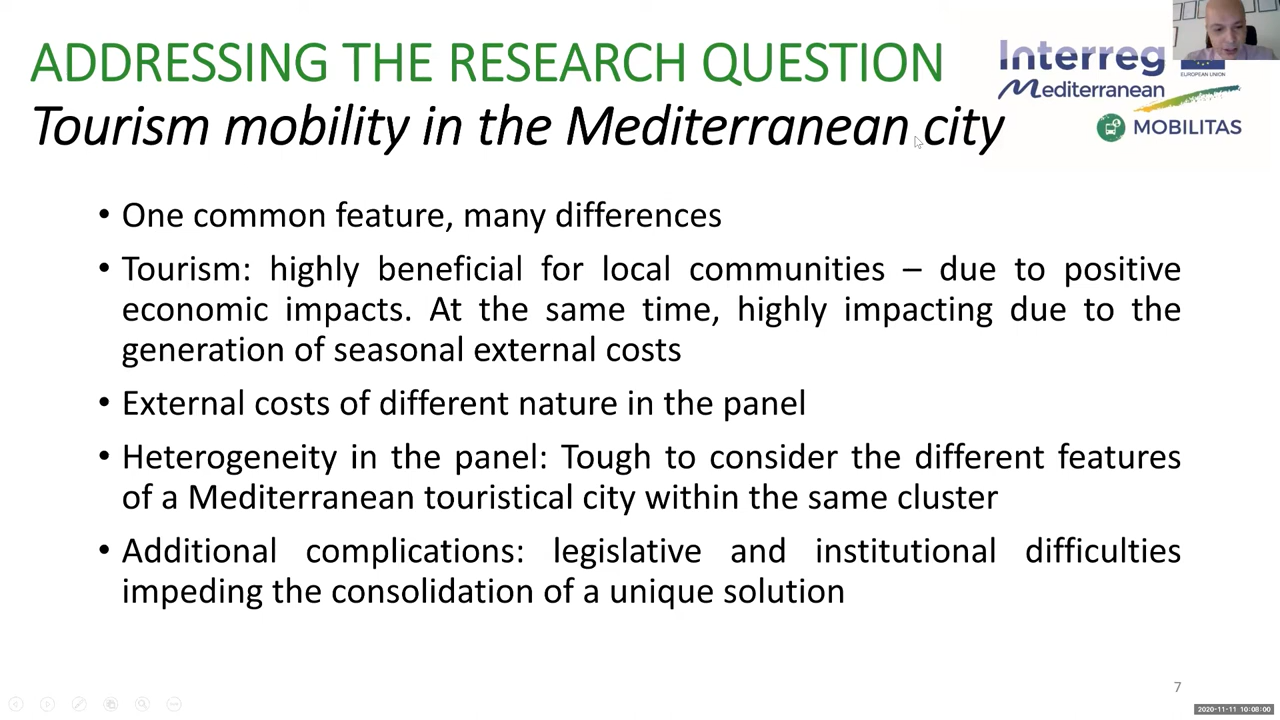 ADDRESSING THE RESEARCH QUESTION
Tourism mobility in the Mediterranean city
Interreg
Mediterranean
EUROPEAN UNION
MOBILITAS
• One common feature, many differences
• Tourism: highly beneficial for local communities – due to positive
economic impacts. At the same time, highly impacting due to the
generation of seasonal external costs
• External costs of different nature in the panel
• Heterogeneity in the panel: Tough to consider the different features
of a Mediterranean touristical city within the same cluster
• Additional complications: legislative and institutional difficulties
impeding the consolidation of a unique solution
7
2020-11-11 10:08:00